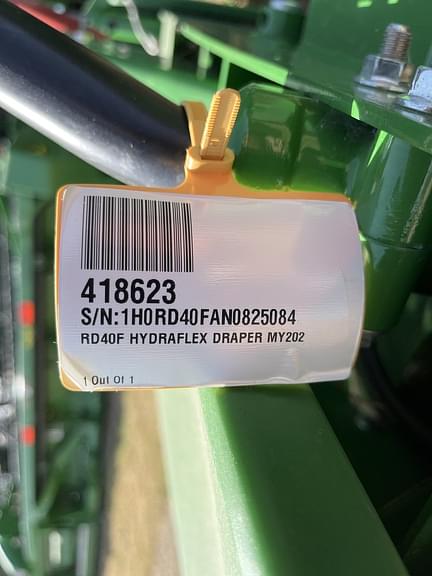 418623
S/N:1H0RD40FAN0825084
RD40F HYDRAFLEX DRAPER MY202
1 Out Of 1